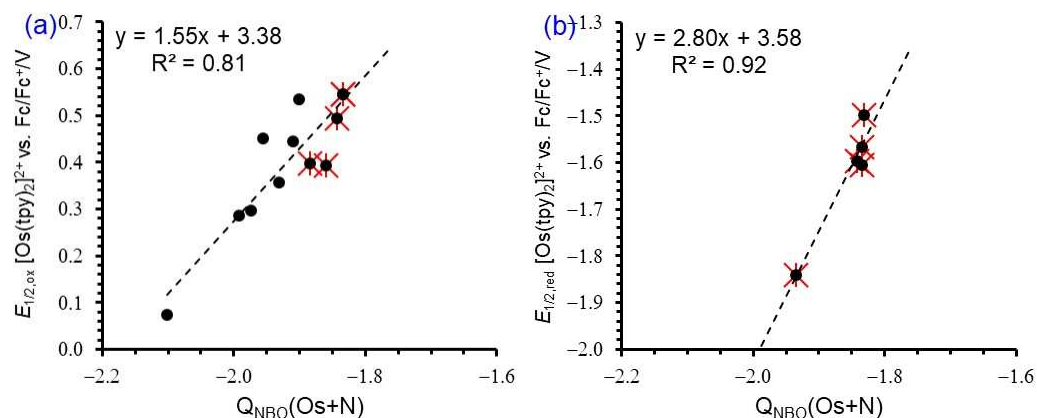 (a)
y = 1.55x + 3.38
R² = 0.81
E1/2,ox [Os(tpy)2]2+ vs. Fc/Fc+/V
0.7
0.6
0.5
0.4
0.3
0.2
0.1
0.0
−2.2
−2.0
−1.8
−1.6
QNBO(Os+N)
(b)
y = 2.80x + 3.58
R² = 0.92
E1/2,red [Os(tpy)2]2+ vs. Fc/Fc+/V
−1.3
−1.4
−1.5
−1.6
−1.7
−1.8
−1.9
−2.0
−2.2
−2.0
−1.8
−1.6
QNBO(Os+N)